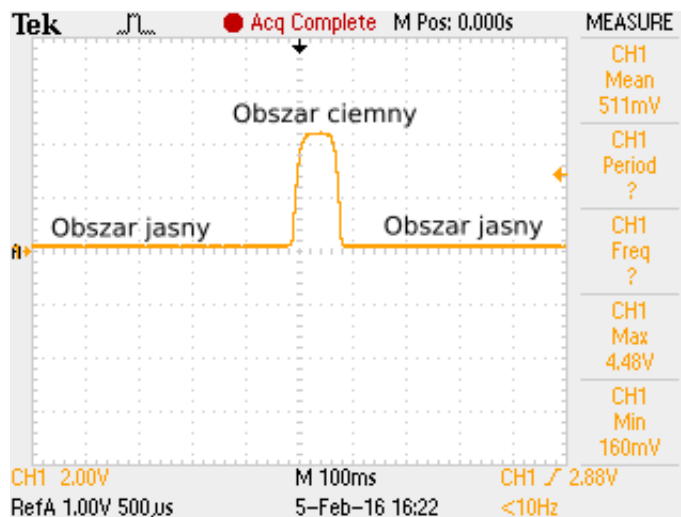 Tek Acq Complete M Pos: 0.000s MEASURE
CH1
Mean
511mV
Obszar ciemny
CH1
Period
?
Obszar jasny Obszar jasny
A
CH1
Freq
?
CH1
Max
4.48V
CH1
Min
160mV
CH1 2.00V M 100ms CH1 / 2.88V
RefA 1.00V 500µs 5-Feb-16 16:22 <10Hz